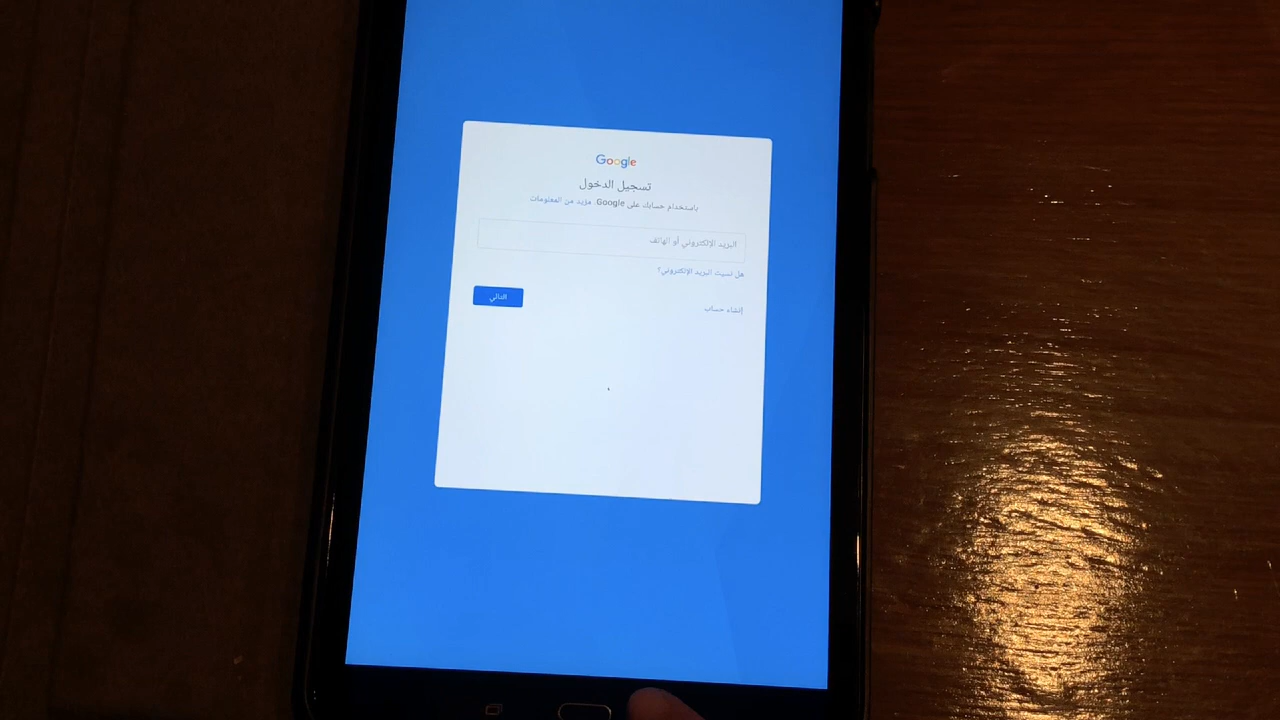 Google
تسجيل الدخول
باستخدام حسابك على Google. مزيد من المعلومات
البريد الإلكتروني أو الهاتف
هل نسيت البريد الإلكتروني؟
إنشاء حساب
التالي